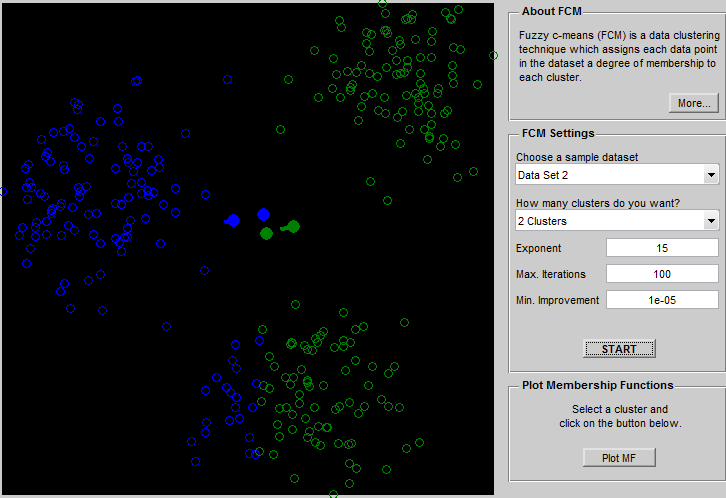 About FCM
Fuzzy c-means (FCM) is a data clustering
technique which assigns each data point
in the dataset a degree of membership to
each cluster.
More...
FCM Settings
Choose a sample dataset
Data Set 2
How many clusters do you want?
2 Clusters
Exponent 15
Max. Iterations 100
Min. Improvement 1e-05
START
Plot Membership Functions
Select a cluster and
click on the button below.
Plot MF